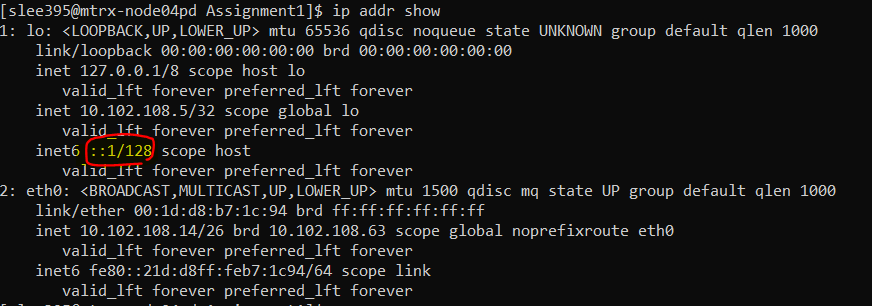 [slee395@mtrx-node04pd Assignment1]$ ip addr show
1: lo: <LOOPBACK,UP,LOWER_UP> mtu 65536 qdisc noqueue state UNKNOWN group default qlen 1000
link/loopback 00:00:00:00:00:00 brd 00:00:00:00:00:00
inet 127.0.0.1/8 scope host lo
valid_lft forever preferred_lft forever
inet 10.102.108.5/32 scope global lo
valid_lft forever preferred_lft forever
inet6 ::1/128 scope host
valid_lft forever preferred_lft forever
2: eth0: <BROADCAST,MULTICAST,UP,LOWER_UP> mtu 1500 qdisc mq state UP group default qlen 1000
link/ether 00:1d:d8:b7:1c:94 brd ff:ff:ff:ff:ff:ff
inet 10.102.108.14/26 brd 10.102.108.63 scope global noprefixroute eth0
valid_lft forever preferred_lft forever
inet6 fe80::21d:d8ff:feb7:1c94/64 scope link
valid_lft forever preferred_lft forever